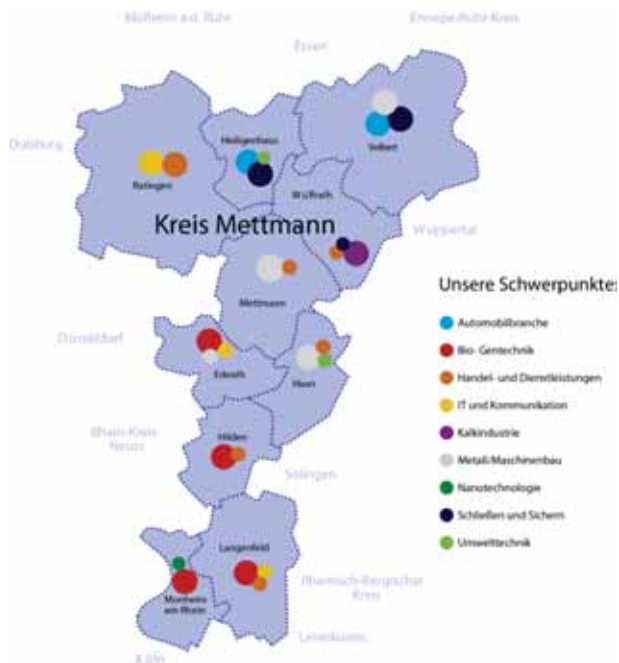 Mülheim a.d. Ruhr
Ennepe-Ruhr-Kreis
Essen
Duisburg
Heiligenhaus
Velbert
Ratingen
Wülfrath
Kreis Mettmann
Wuppertal
Mettmann
Unsere Schwerpunkte:
Automobilbranche
Düsseldorf
Bio- Gentechnik
Erkrath
Haan
Handel- und Dienstleistungen
IT und Kommunikation
Rhein-Kreis
Neuss
Hilden
Kalkindustrie
Metall/Maschinenbau
Solingen
Nanotechnologie
Schließen und Sichern
Umwelttechnik
Langenfeld
Monheim
am Rhein
Rheinisch-Bergischer
Kreis
Leverkusen
Köln